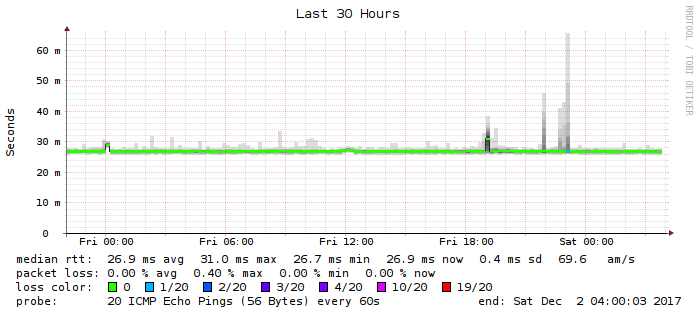 Last 30 Hours
RRDTOOL / TOBI OETIKER
Seconds
60 m
50 m
40 m
30 m
20 m
10 m
0
Fri 00:00 Fri 06:00 Fri 12:00 Fri 18:00 Sat 00:00
median rtt: 26.9 ms avg 31.0 ms max 26.7 ms min 26.9 ms now 0.4 ms sd 69.6 am/s
packet loss: 0.00 % avg 0.40 % max 0.00 % min 0.00 % now
loss color: 0 1/20 2/20 3/20 4/20 10/20 19/20
probe: 20 ICMP Echo Pings (56 Bytes) every 60s end: Sat Dec 2 04:00:03 2017